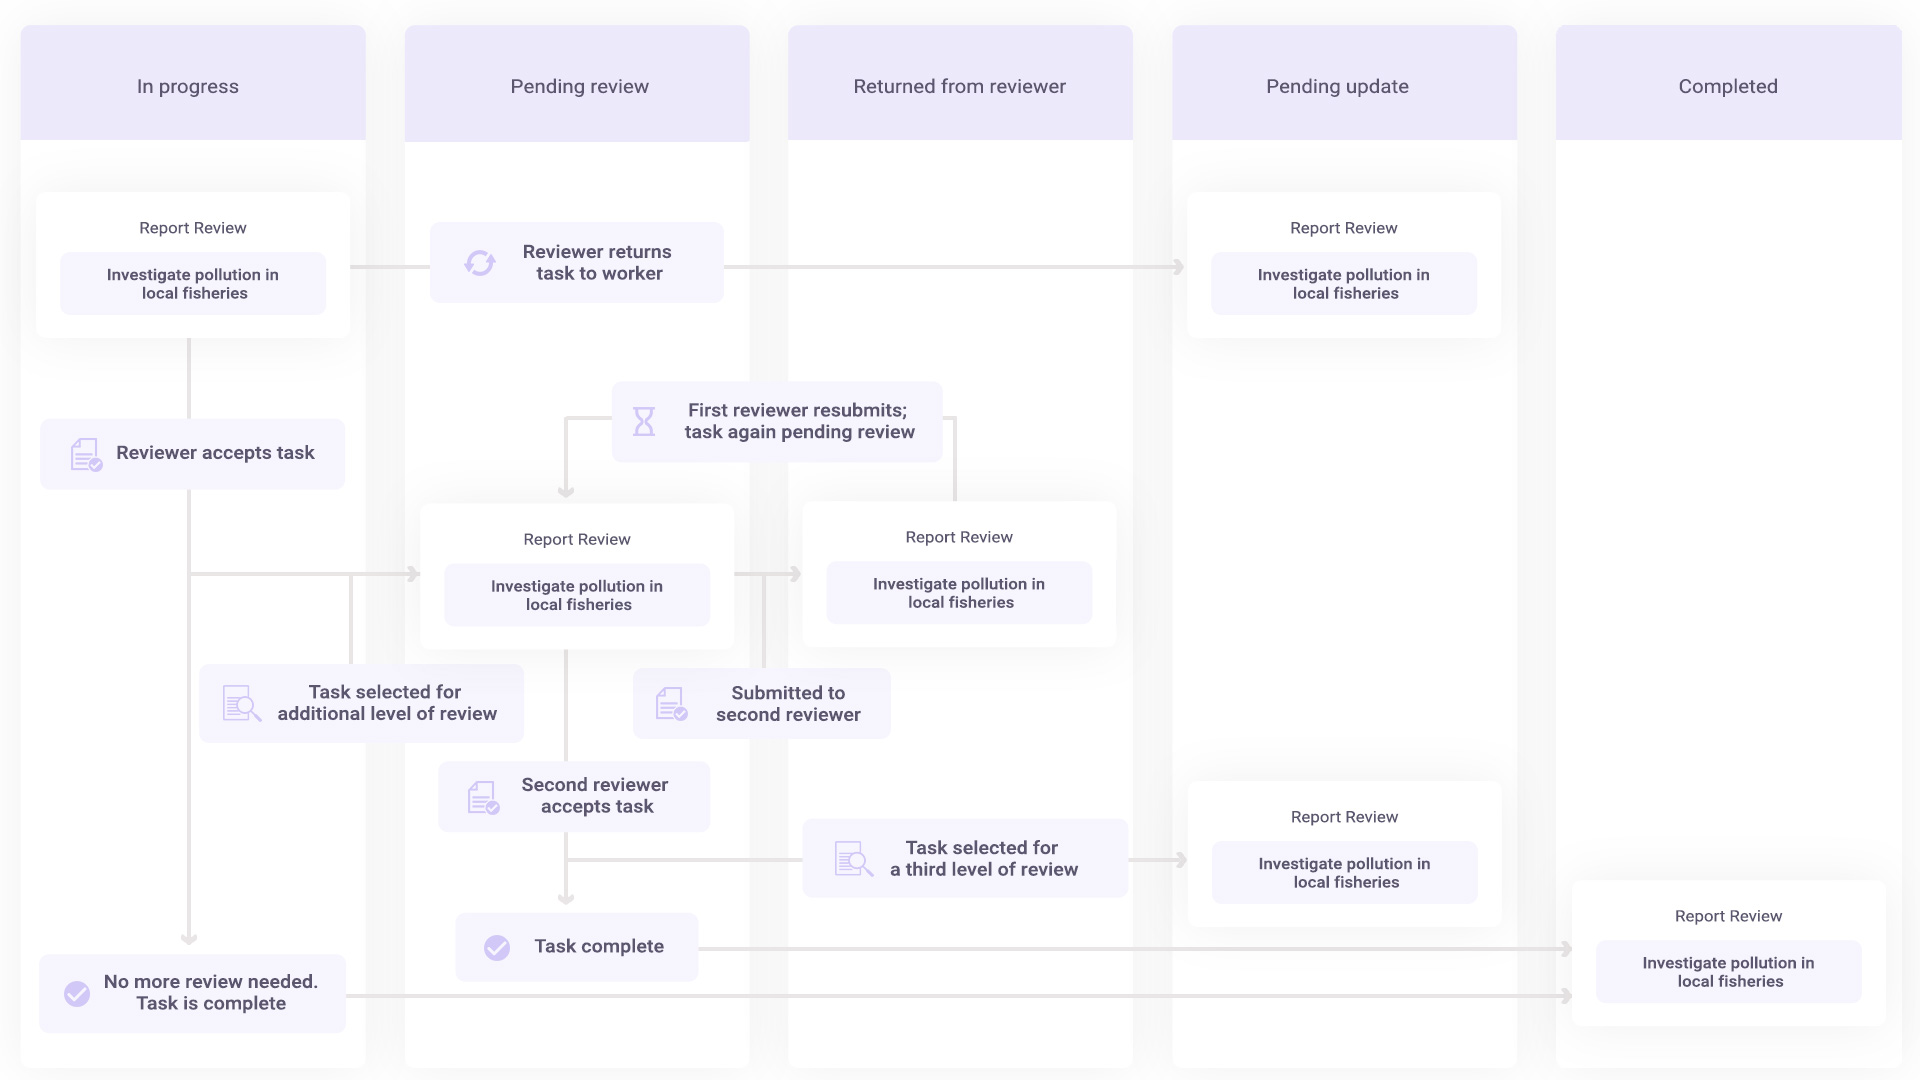 In progress
Pending review
Returned from reviewer
Pending update
Completed
Report Review
Investigate pollution in
local fisheries
Reviewer returns
task to worker
Report Review
Investigate pollution in
local fisheries
First reviewer resubmits;
task again pending review
Reviewer accepts task
Report Review
Investigate pollution in
local fisheries
Report Review
Investigate pollution in
local fisheries
Task selected for
additional level of review
Submitted to
second reviewer
Second reviewer
accepts task
Task selected for
a third level of review
Report Review
Investigate pollution in
local fisheries
Task complete
Report Review
Investigate pollution in
local fisheries
No more review needed.
Task is complete